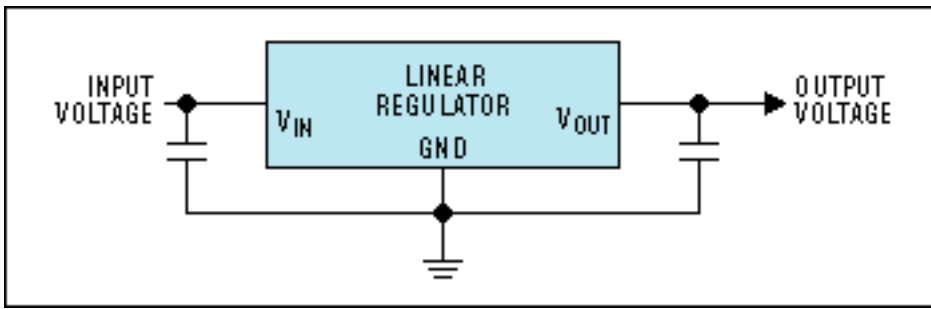 INPUT
VOLTAGE
LINEAR
REGULATOR
VIN
VOUT
GND
OUTPUT
VOLTAGE